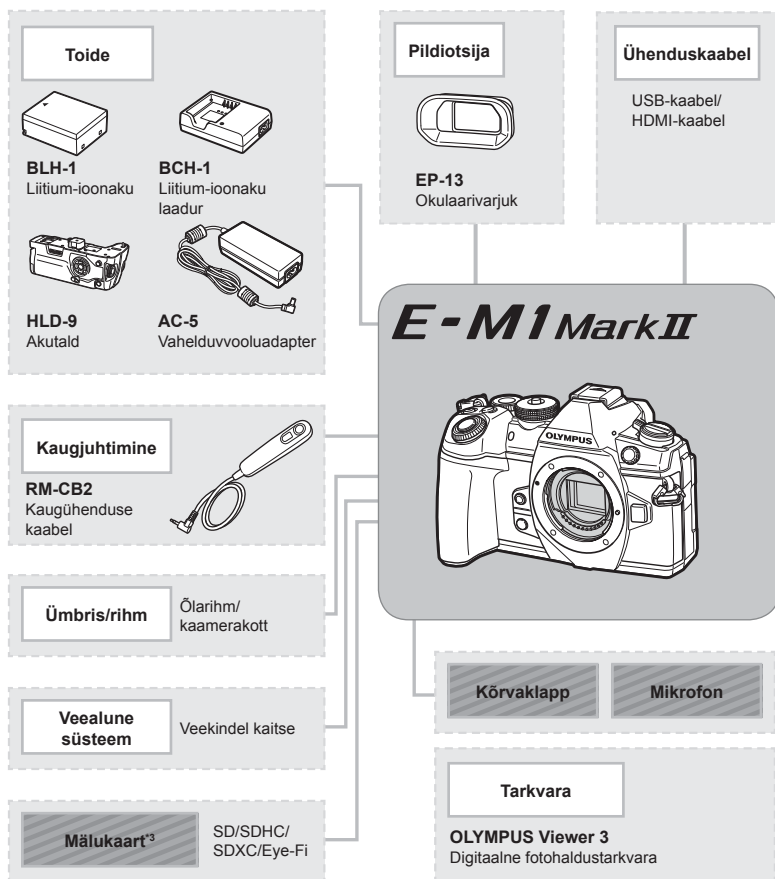 Toide
BLH-1
Liitium-ioonaku
BCH-1
Liitium-ioonaku
laadur
HLD-9
Akutald
AC-5
Vahelduvvooluadapter
Pildiotsija
EP-13
Okulaarivarjuk
Ühenduskaabel
USB-kaabel/
HDMI-kaabel
E-M1 Mark II
OLYMPUS
Kaugjuhtimine
RM-CB2
Kaugühenduse
kaabel
Ümbris/rihm
Õlarihm/
kaamerakott
Veealune
süsteem
Veekindel kaitse
Mälukaart*3
SD/SDHC/
SDXC/Eye-Fi
Kõrvaklapp
Mikrofon
Tarkvara
OLYMPUS Viewer 3
Digitaalne fotohaldustarkvara